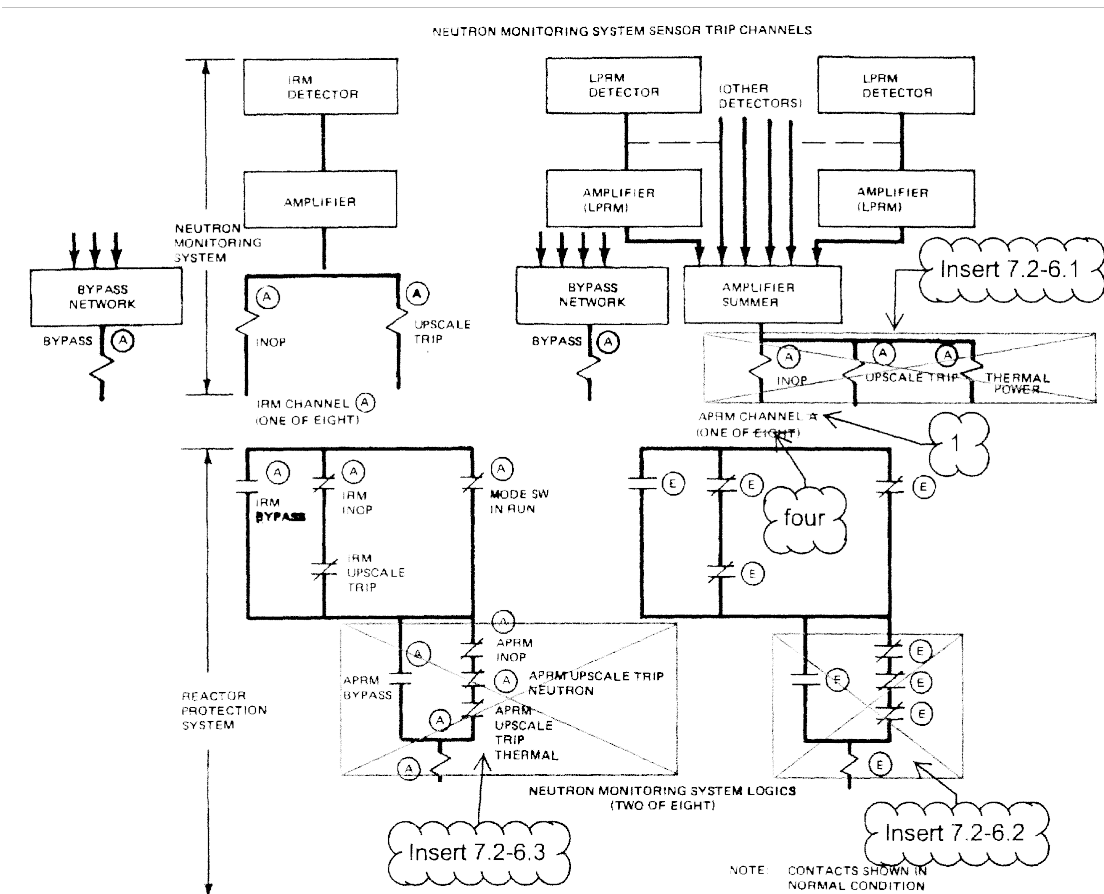 NEUTRON MONITORING SYSTEM SENSOR TRIP CHANNELS
IRM
DETECTOR
LPRM
DETECTOR
(OTHER
DETECTORS)
LPRM
DETECTOR
AMPLIFIER
AMPLIFIER
(LPRM)
AMPLIFIER
(LPRM)
NEUTRON
MONITORING
SYSTEM
BYPASS
NETWORK
BYPASS
NETWORK
AMPLIFIER
SUMMER
Insert 7.2-6.1
A
A
UPSCALE
TRIP
INOP
BYPASS
A
BYPASS
A
A
A
A
INOP
UPSCALE TRIP
THERMAL
POWER
IRM CHANNEL A
(ONE OF EIGHT)
APRM CHANNEL A
(ONE OF EIGHT)
1
four
A
IRM
BYPASS
A
IRM
INOP
A
MODE SW
IN RUN
E
E
E
IRM
UPSCALE
TRIP
E
A
APRM
INOP
A
APRM
BYPASS
A
APRM UPSCALE TRIP
NEUTRON
A
APRM
UPSCALE
TRIP
THERMAL
A
E
E
E
E
E
REACTOR
PROTECTION
SYSTEM
NEUTRON MONITORING SYSTEM LOGICS
(TWO OF EIGHT)
Insert 7.2-6.3
Insert 7.2-6.2
NOTE: CONTACTS SHOWN IN
NORMAL CONDITION